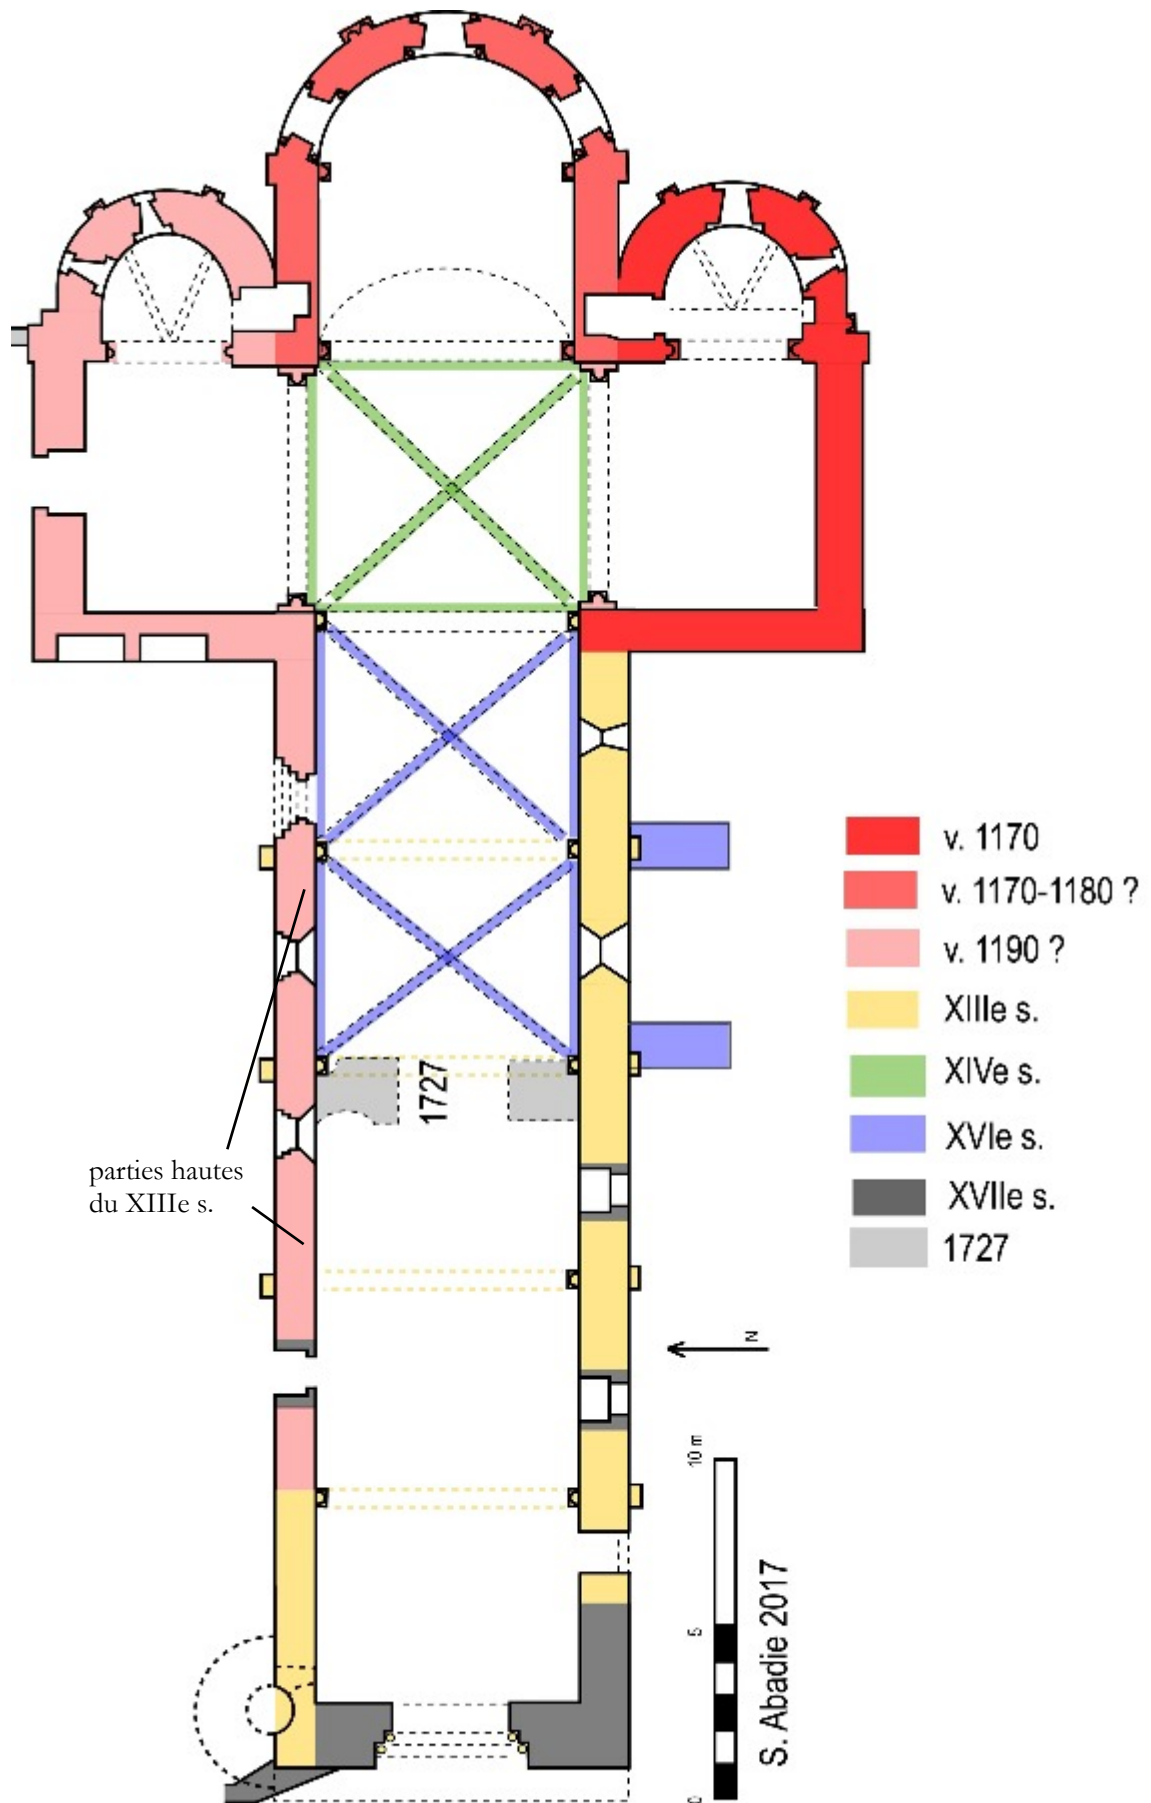 v. 1170
v. 1170-1180 ?
v. 1190 ?
XIIIe s.
XIVe s.
XVIe s.
XVIIe s.
1727
1727
parties hautes
du XIIIe s.
N
10 m
5
0
S. Abadie 2017